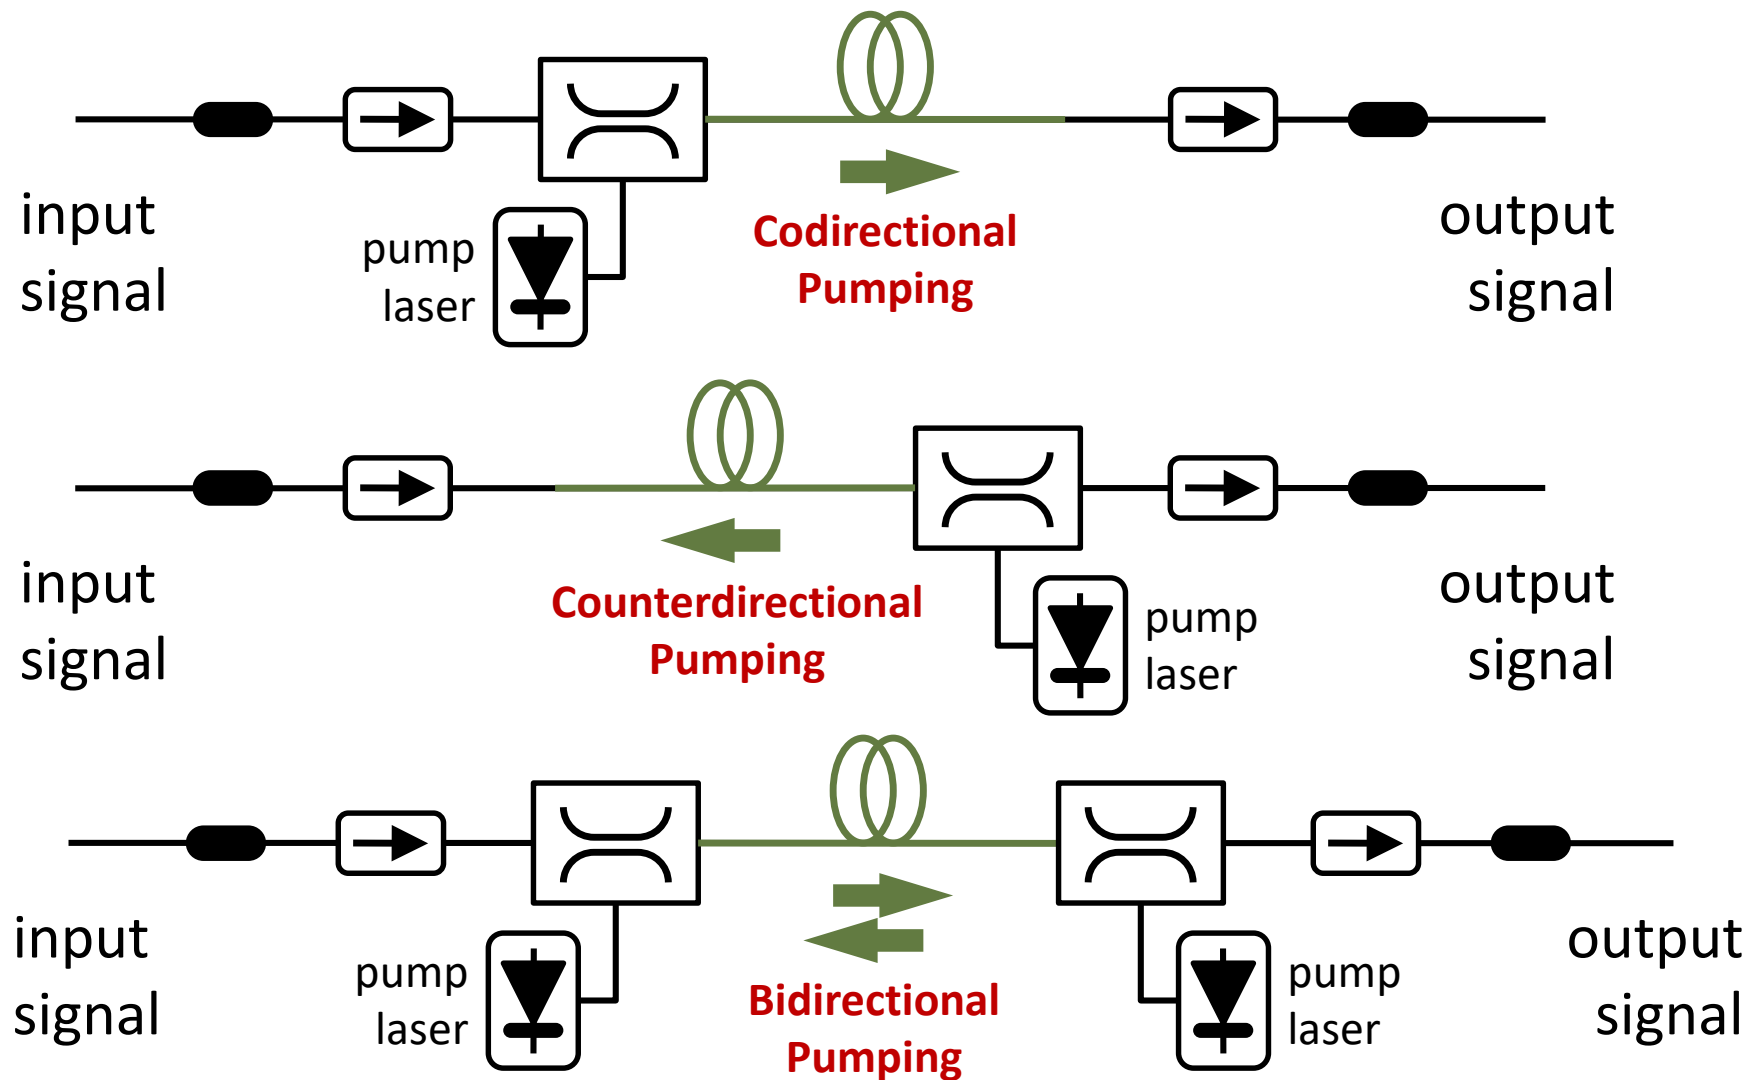 input
signal
pump
laser
Codirectional
Pumping
output
signal
input
signal
Counterdirectional
Pumping
pump
laser
output
signal
input
signal
pump
laser
Bidirectional
Pumping
pump
laser
output
signal